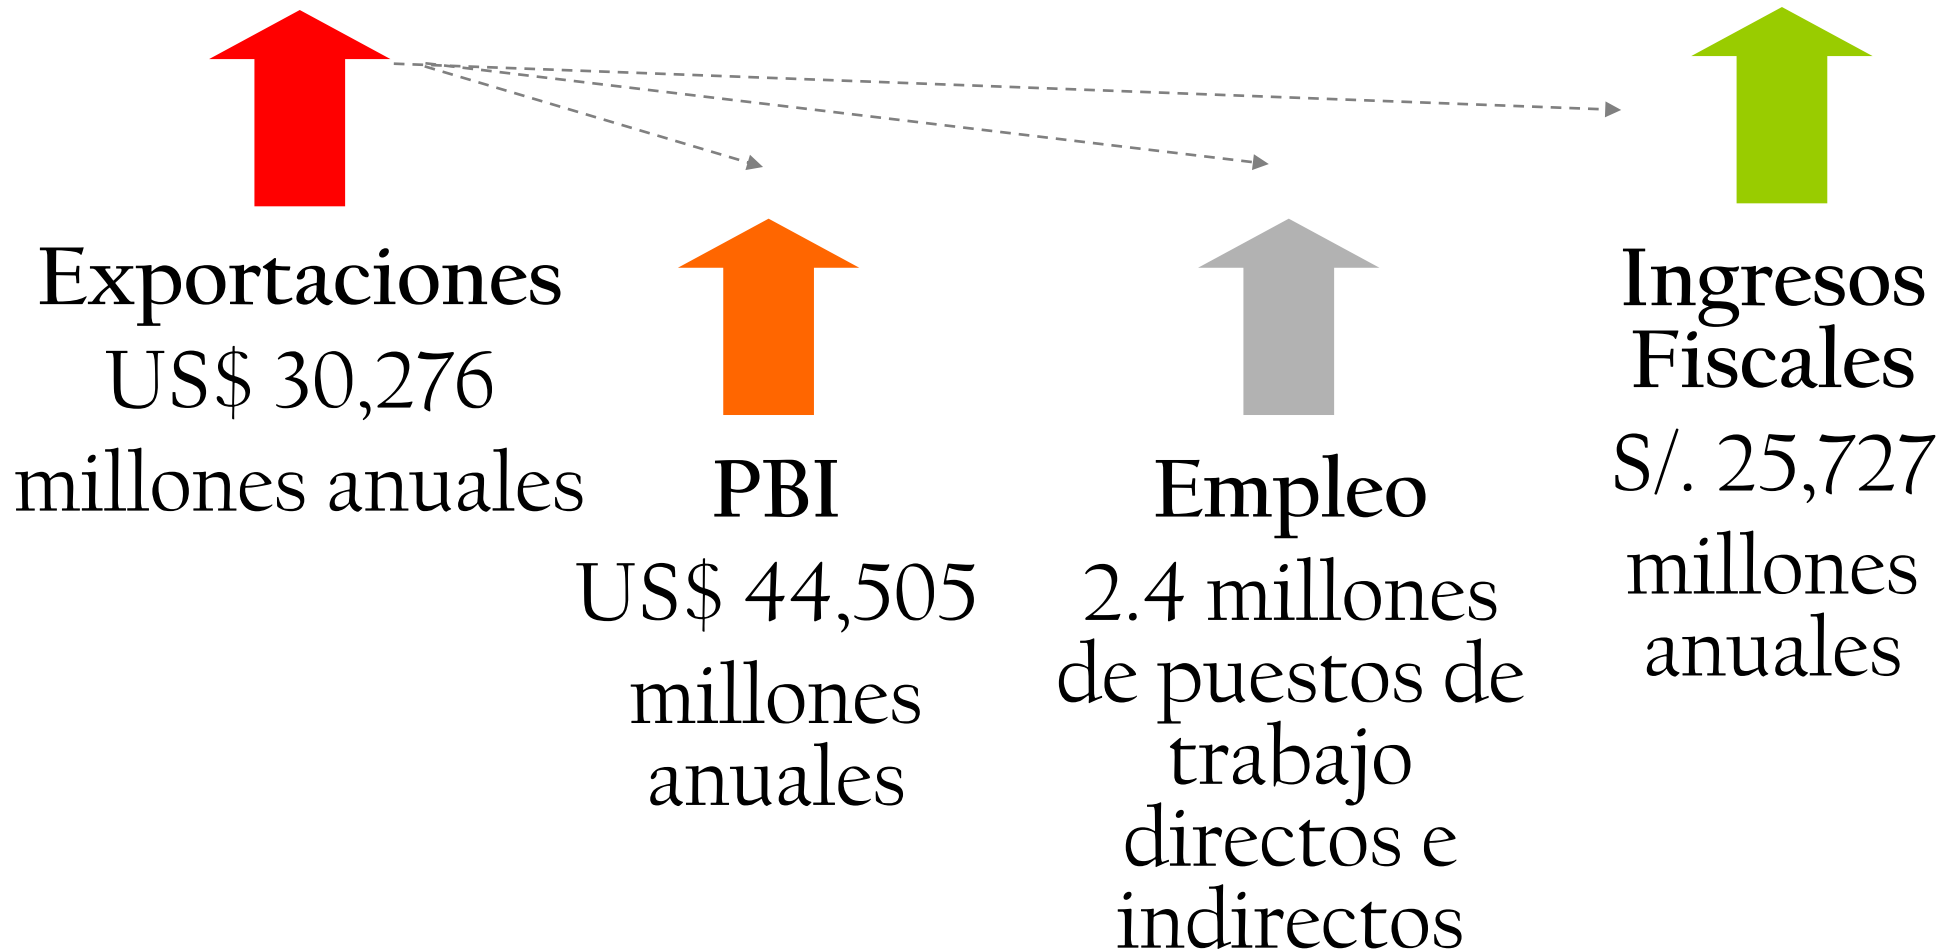 Exportaciones
US$ 30,276
millones anuales
PBI
US$ 44,505
millones
anuales
Empleo
2.4 millones
de puestos de
trabajo
directos e
indirectos
Ingresos
Fiscales
S/. 25,727
millones
anuales